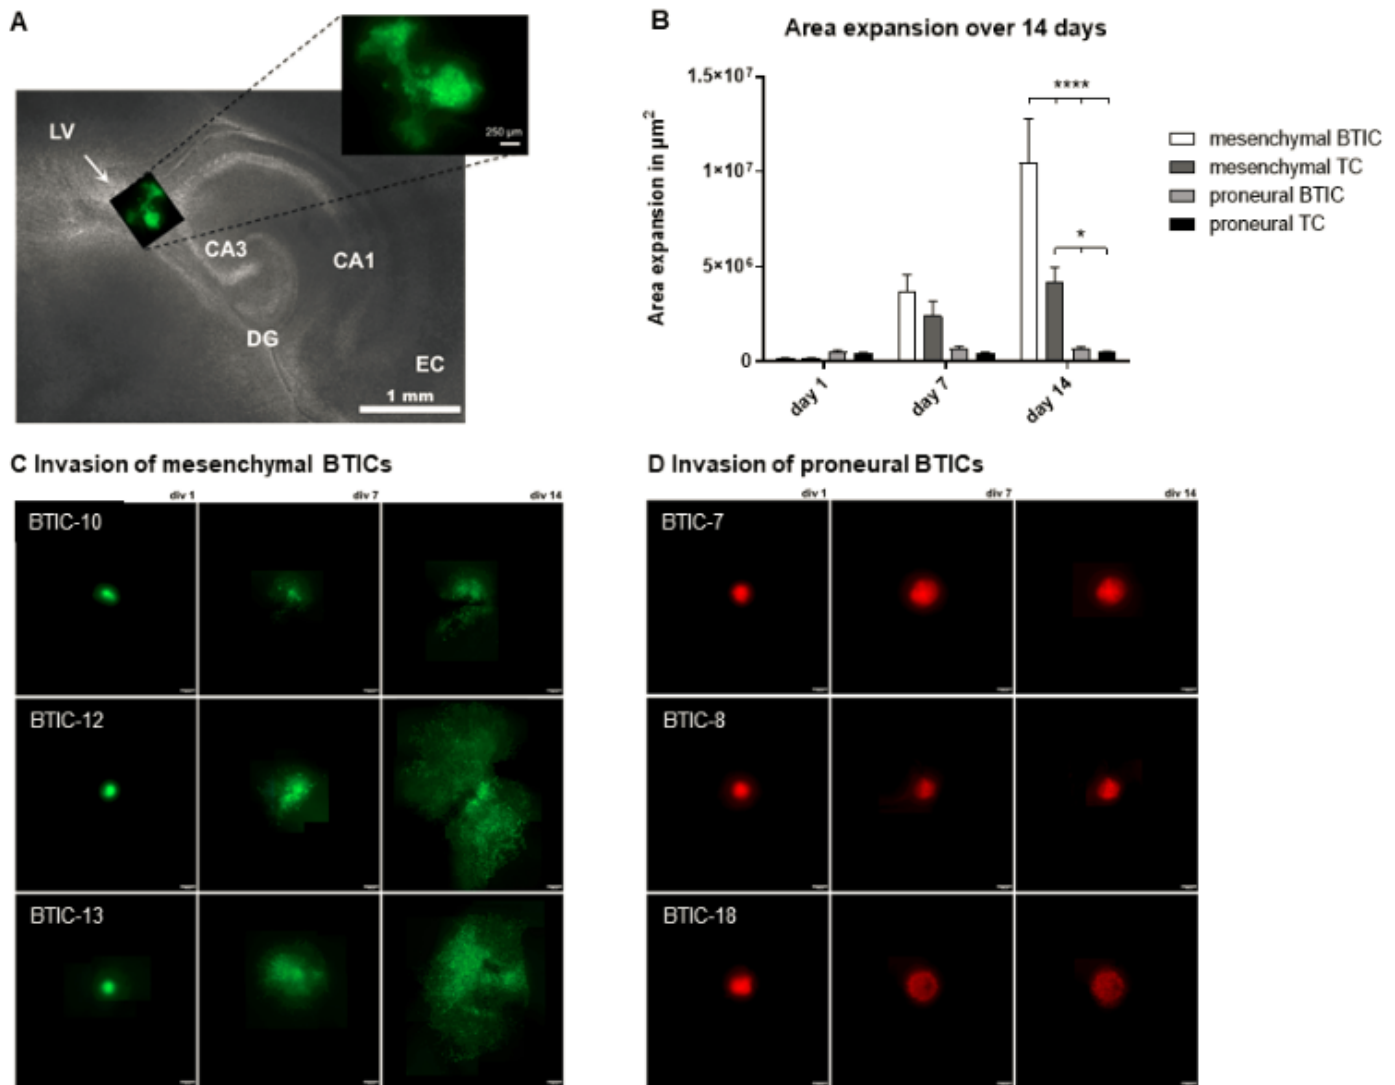 A
LV
250 µm
CA3
CA1
DG
EC
1 mm
B
Area expansion over 14 days
Area expansion in µm²
1.5×10⁷
1×10⁷
5×10⁶
0
****
*
day 1
day 7
day 14
mesenchymal BTIC
mesenchymal TC
proneural BTIC
proneural TC
C Invasion of mesenchymal BTICs
div 1
div 7
div 14
BTIC-10
BTIC-12
BTIC-13
D Invasion of proneural BTICs
div 1
div 7
div 14
BTIC-7
BTIC-8
BTIC-18